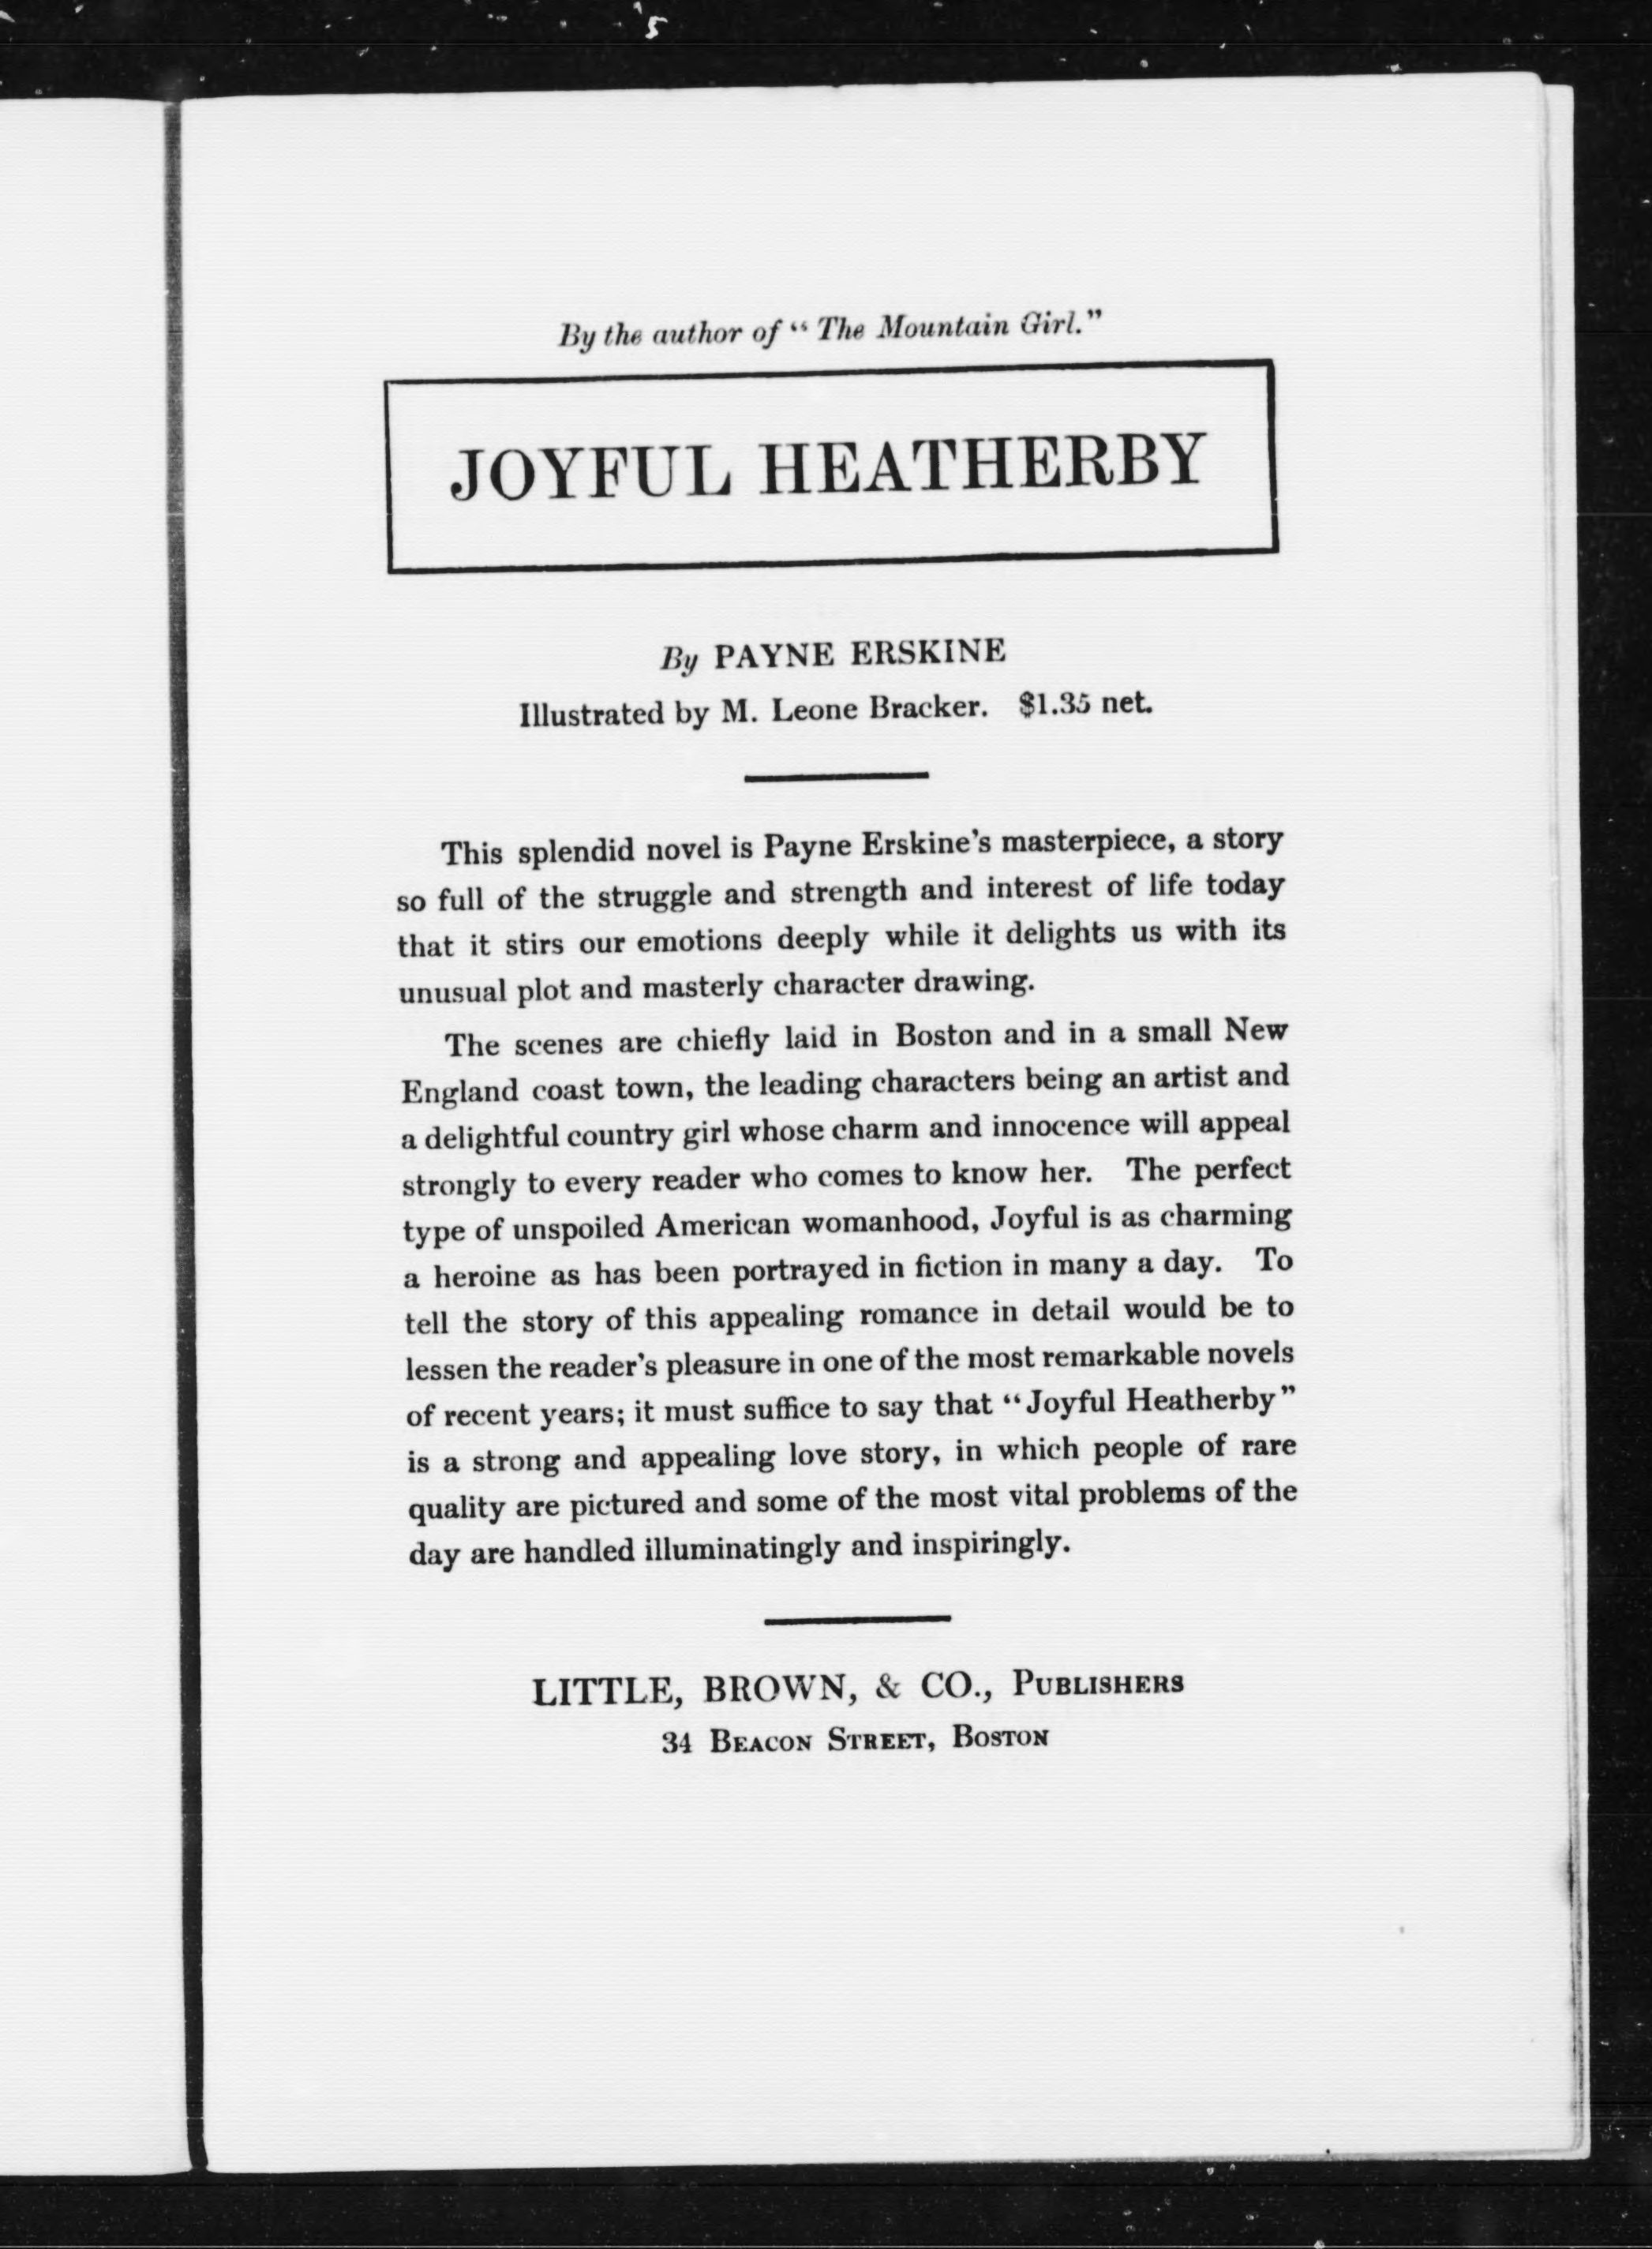 By the author of “The Mountain Girl.”
JOYFUL HEATHERBY
By PAYNE ERSKINE
Illustrated by M. Leone Bracker. $1.35 net.
This splendid novel is Payne Erskine’s masterpiece, a story
so full of the struggle and strength and interest of life today
that it stirs our emotions deeply while it delights us with its
unusual plot and masterly character drawing.
The scenes are chiefly laid in Boston and in a small New
England coast town, the leading characters being an artist and
a delightful country girl whose charm and innocence will appeal
strongly to every reader who comes to know her. The perfect
type of unspoiled American womanhood, Joyful is as charming
a heroine as has been portrayed in fiction in many a day. To
tell the story of this appealing romance in detail would be to
lessen the reader’s pleasure in one of the most remarkable novels
of recent years; it must suffice to say that “Joyful Heatherby”
is a strong and appealing love story, in which people of rare
quality are pictured and some of the most vital problems of the
day are handled illuminatingly and inspiringly.
LITTLE, BROWN, & CO., PUBLISHERS
34 BEACON STREET, BOSTON